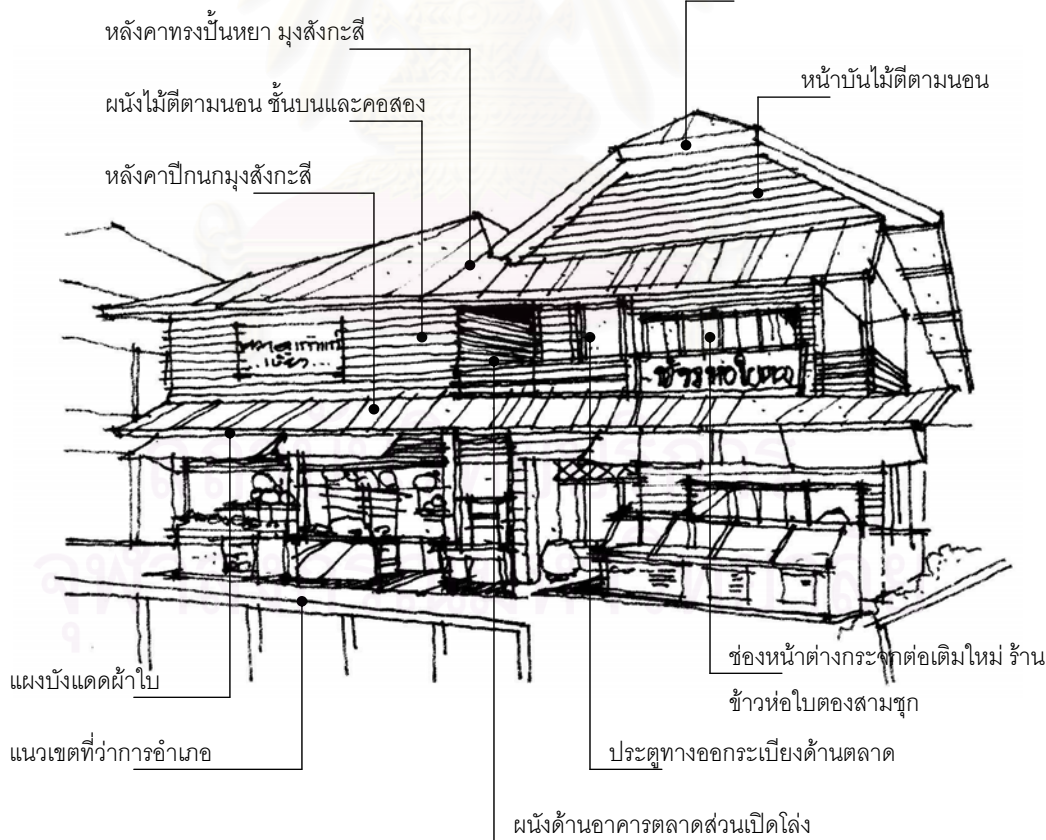 หลังคาทรงปั้นหยา มุงสังกะสี
หน้าบันไม้ตีตามนอน
ผนังไม้ตีตามนอน ชั้นบนและคอสอง
หลังคาปีกนกมุงสังกะสี
ข้าวห่อใบตอง
แผงบังแดดผ้าใบ
ช่องหน้าต่างกระจกต่อเติมใหม่ ร้าน
ข้าวห่อใบตองสามชุก
แนวเขตที่ว่าการอำเภอ
ประตูทางออกระเบียงด้านตลาด
ผนังด้านอาคารตลาดส่วนเปิดโล่ง